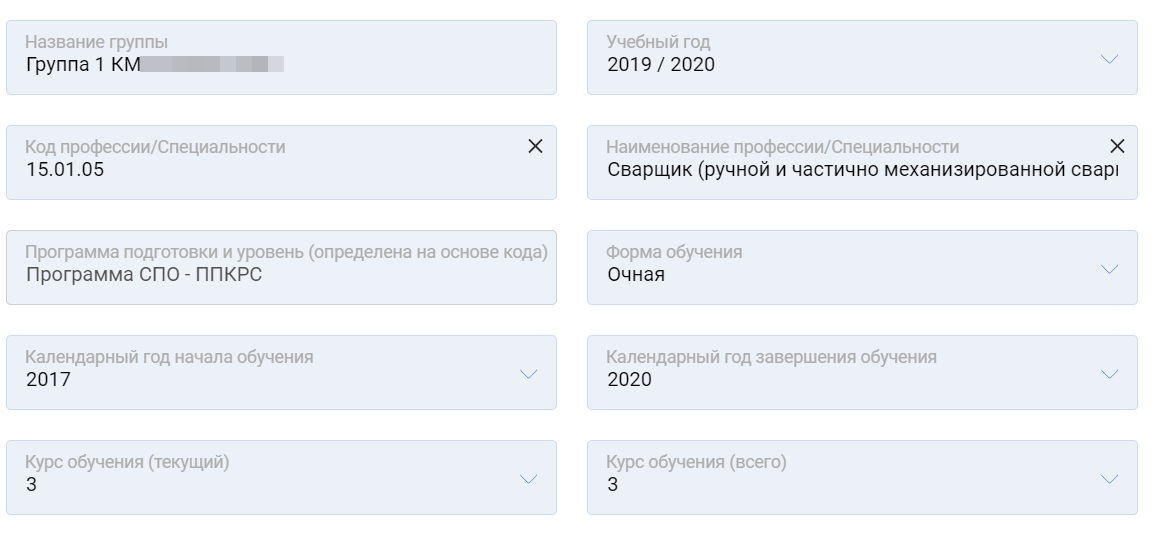 Название группы
Группа 1 КМ
Учебный год
2019 / 2020
Код профессии/Специальности
15.01.05
Наименование профессии/Специальности
Сварщик (ручной и частично механизированной свар
Программа подготовки и уровень (определена на основе кода)
Программа СПО - ППКРС
Форма обучения
Очная
Календарный год начала обучения
2017
Календарный год завершения обучения
2020
Курс обучения (текущий)
3
Курс обучения (всего)
3